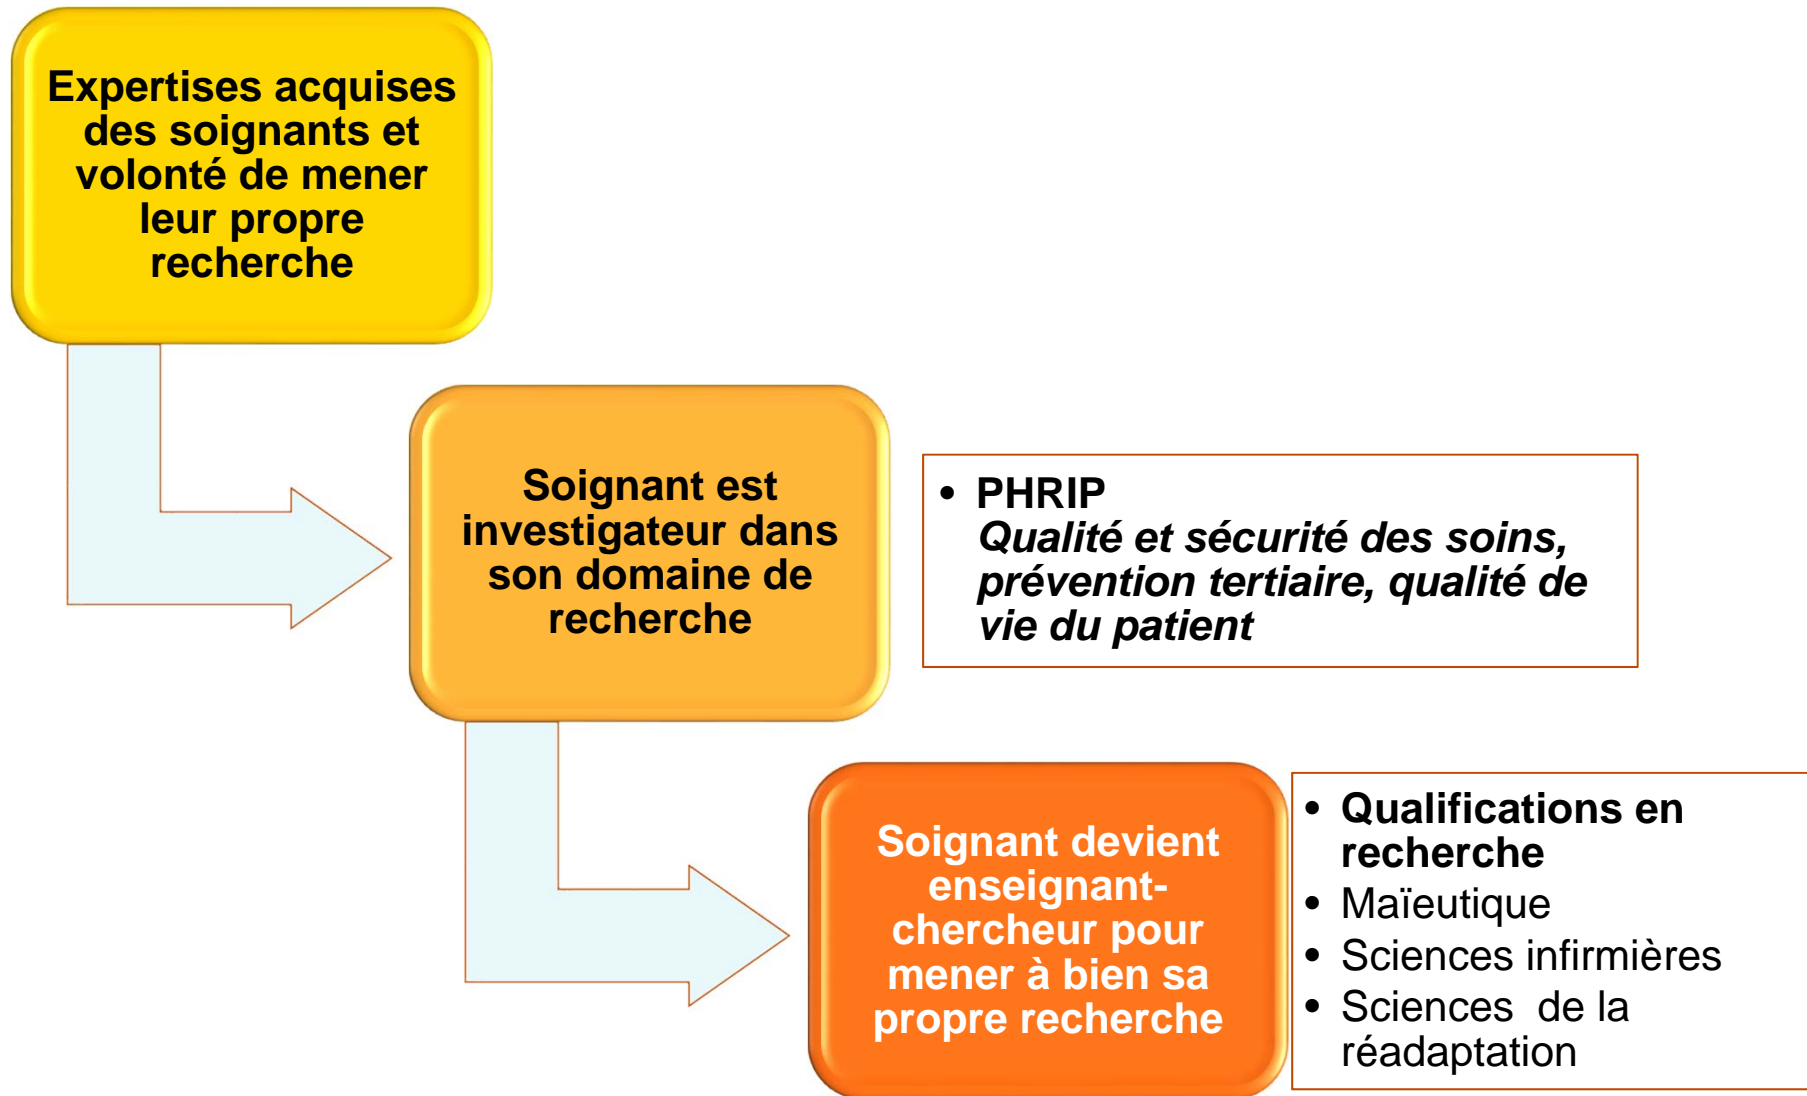 Expertises acquises
des soignants et
volonté de mener
leur propre
recherche
Soignant est
investigateur dans
son domaine de
recherche
• PHRIP
Qualité et sécurité des soins,
prévention tertiaire, qualité de
vie du patient
Soignant devient
enseignant-
chercheur pour
mener à bien sa
propre recherche
• Qualifications en
recherche
• Maïeutique
• Sciences infirmières
• Sciences de la
réadaptation